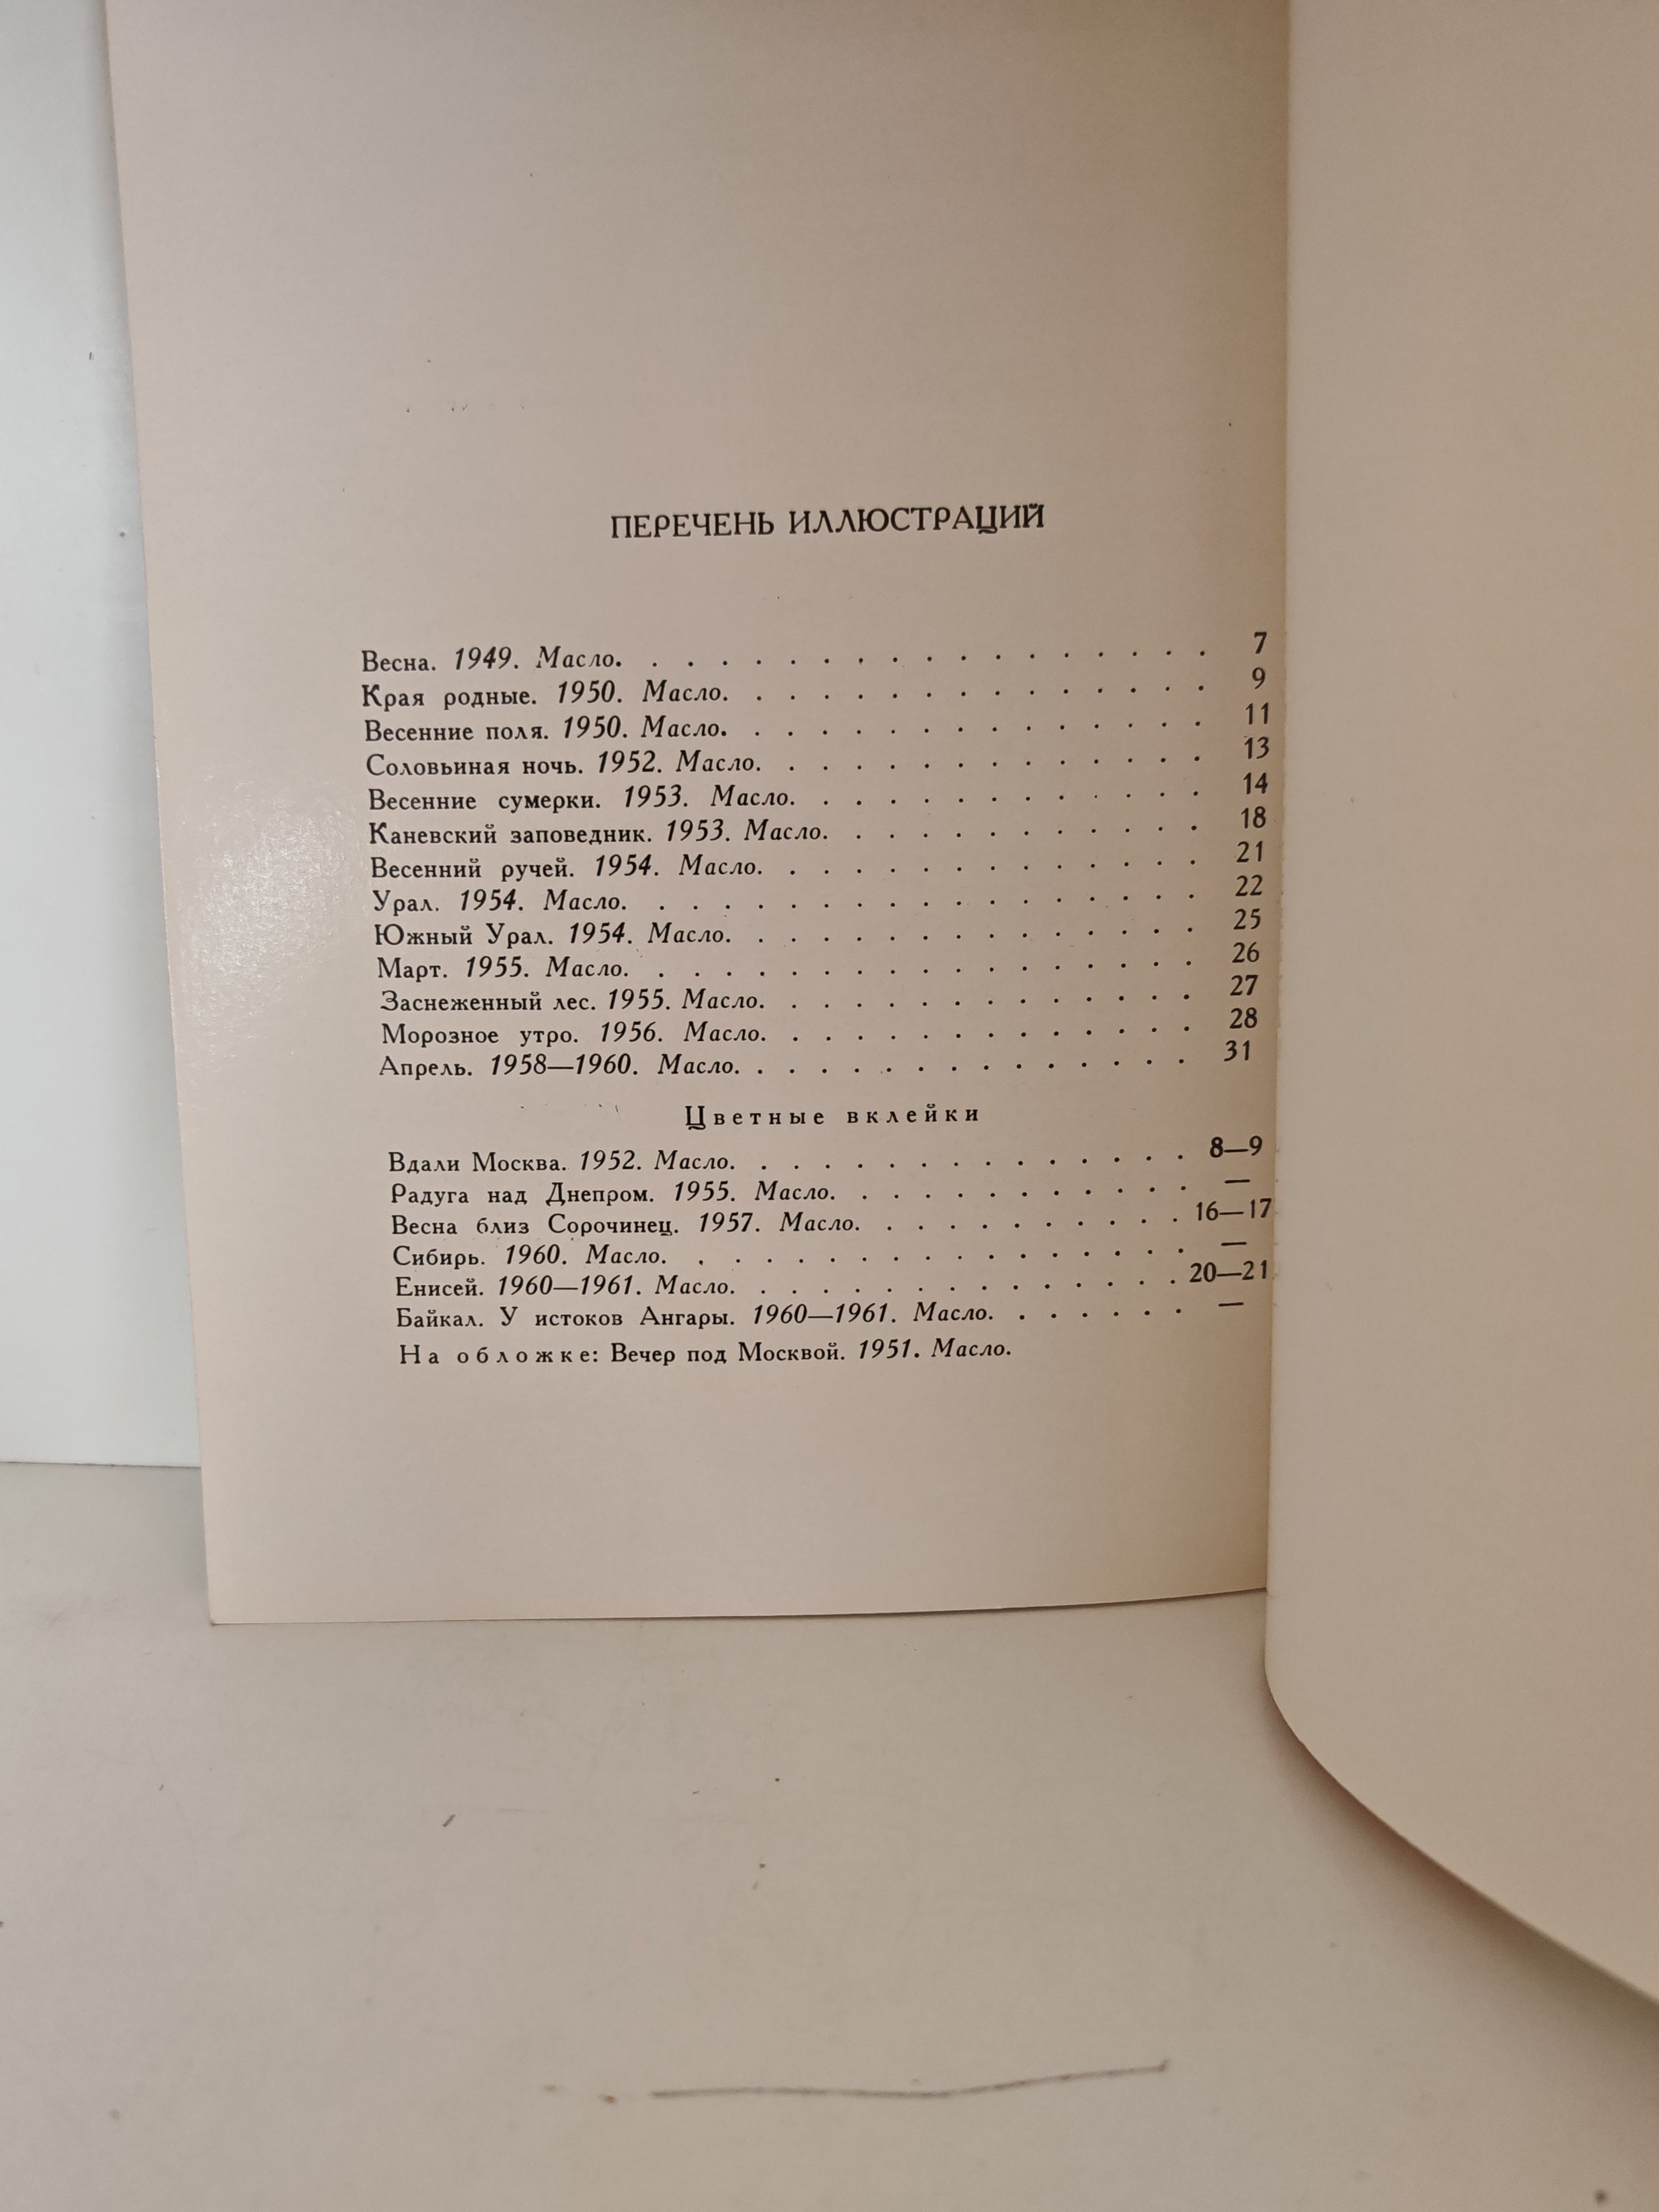 ПЕРЕЧЕНЬ ИЛЛЮСТРАЦИЙ
Весна. 1949. Масло. . . . . . . . . . . . . . . . . . 7
Края родные. 1950. Масло. . . . . . . . . . . . . . . 9
Весенние поля. 1950. Масло. . . . . . . . . . . . . . . 11
Соловьиная ночь. 1952. Масло. . . . . . . . . . . . . . 13
Весенние сумерки. 1953. Масло. . . . . . . . . . . . . 14
Каневский заповедник. 1953. Масло. . . . . . . . . . . . 18
Весенний ручей. 1954. Масло. . . . . . . . . . . . . . 21
Урал. 1954. Масло. . . . . . . . . . . . . . . . . . 22
Южный Урал. 1954. Масло. . . . . . . . . . . . . . . 25
Март. 1955. Масло. . . . . . . . . . . . . . . . . . 26
Заснеженный лес. 1955. Масло. . . . . . . . . . . . . . 27
Морозное утро. 1956. Масло. . . . . . . . . . . . . . 28
Апрель. 1958—1960. Масло. . . . . . . . . . . . . . . 31
Цветные вклейки
Вдали Москва. 1952. Масло. . . . . . . . . . . . . . . 8—9
Радуга над Днепром. 1955. Масло. . . . . . . . . . . . —
Весна близ Сорочинец. 1957. Масло. . . . . . . . . . . 16—17
Сибирь. 1960. Масло. . . . . . . . . . . . . . . . . —
Енисей. 1960—1961. Масло. . . . . . . . . . . . . . . 20—21
Байкал. У истоков Ангары. 1960—1961. Масло. . . . . . . —
На обложке: Вечер под Москвой. 1951. Масло.